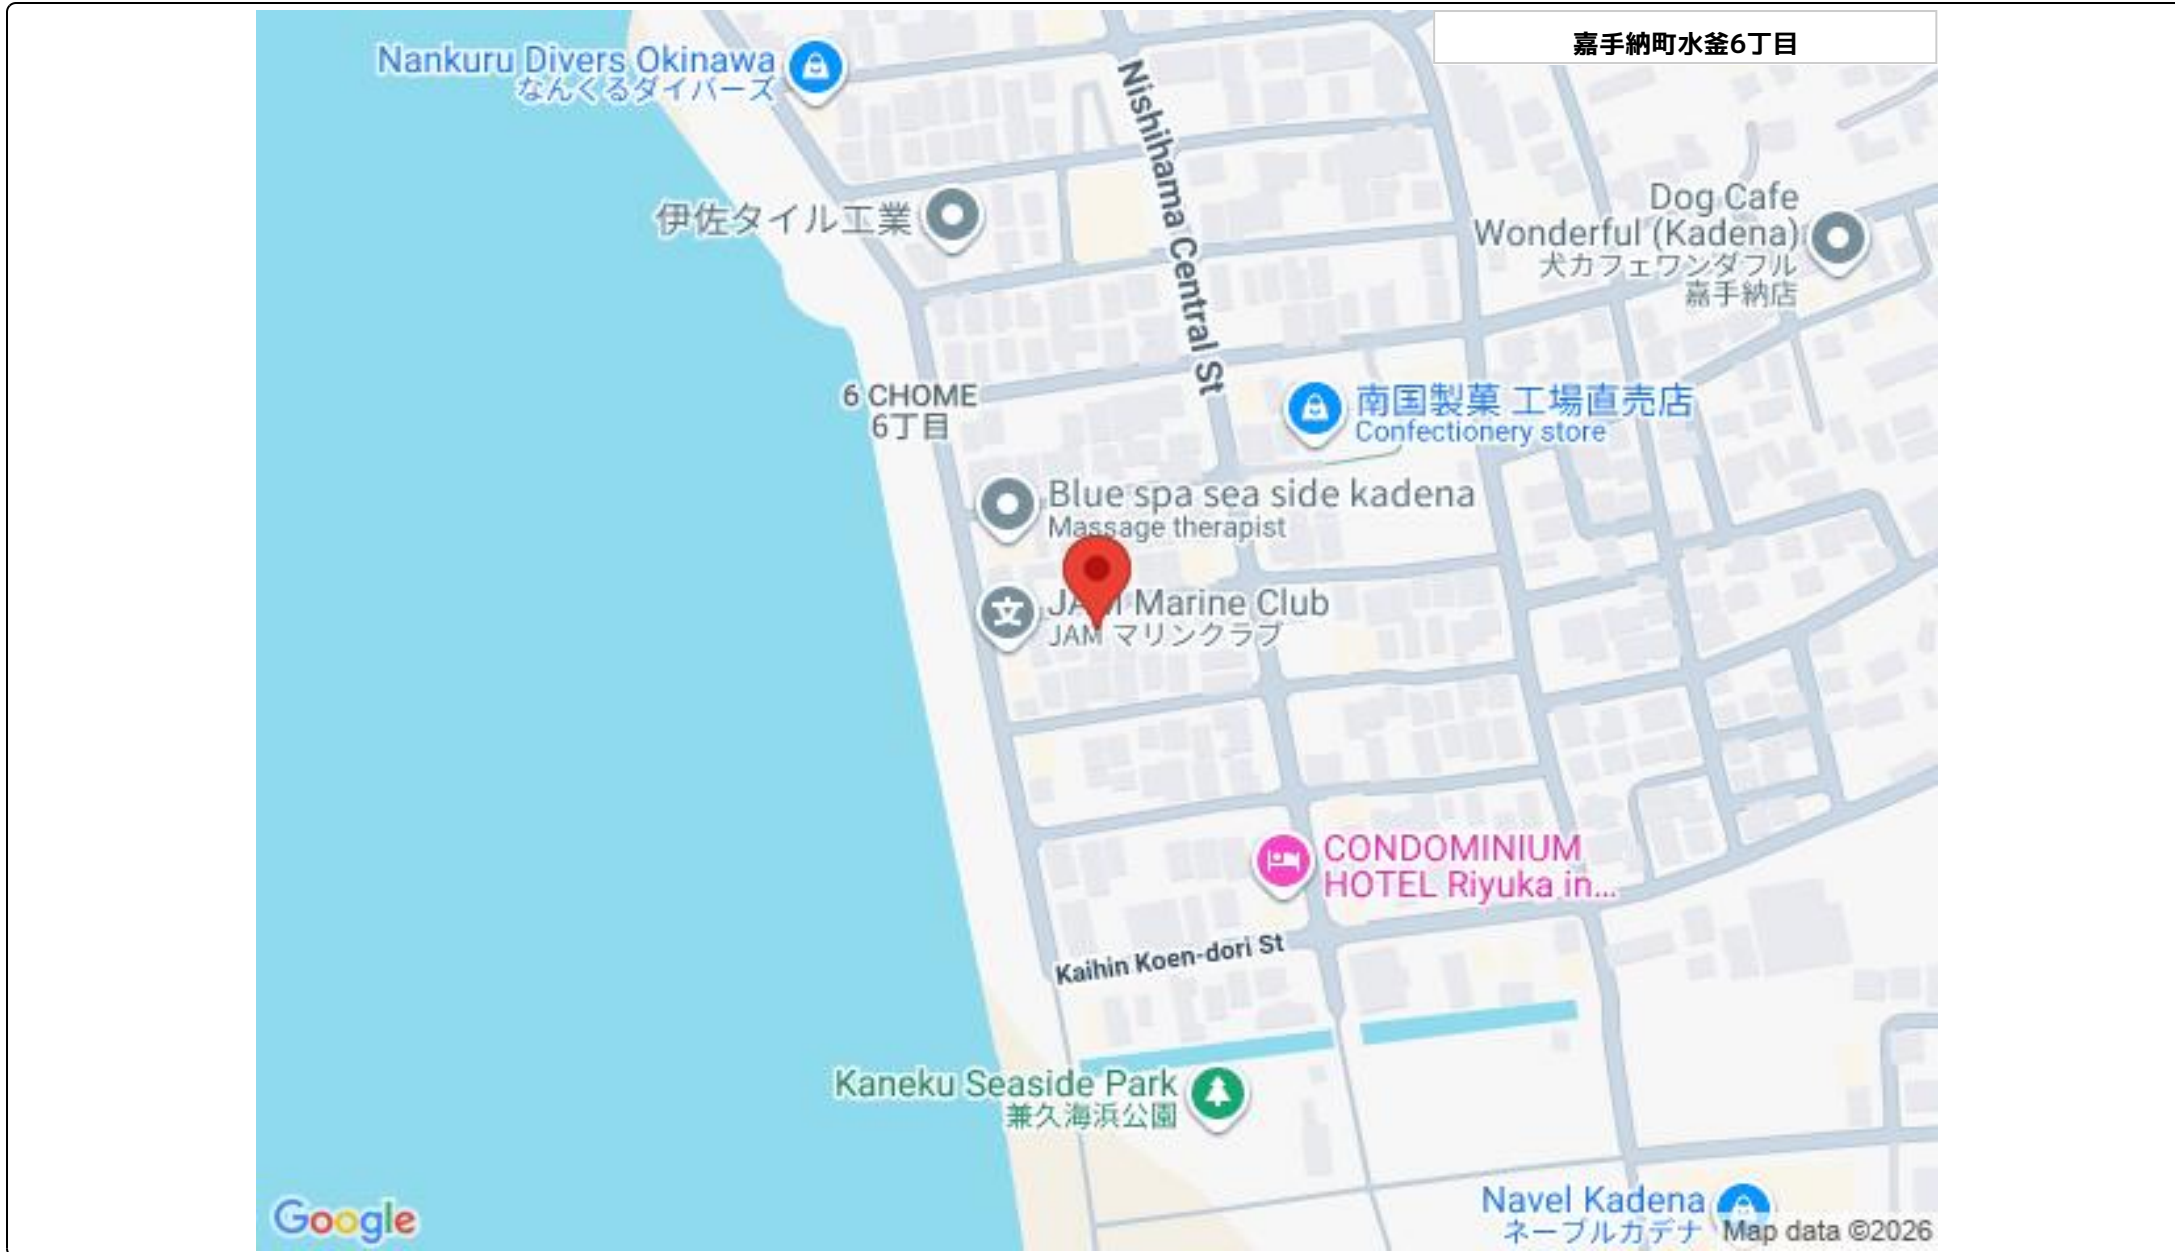 嘉手納町水釜6丁目
Nankuru Divers Okinawa
なんくるダイバーズ
Nishihama Central St
伊佐タイル工業
Dog Cafe
Wonderful (Kadena)
犬カフェワンダフル
嘉手納店
6 CHOME
6丁目
南国製菓 工場直売店
Confectionery store
Blue spa sea side kadena
Massage therapist
JAM Marine Club
JAM マリンクラブ
CONDOMINIUM
HOTEL Riyuka in...
Kaihin Koen-dori St
Kaneku Seaside Park
兼久海浜公園
Navel Kadena
ネーブルカデナ
Google
Map data ©2026